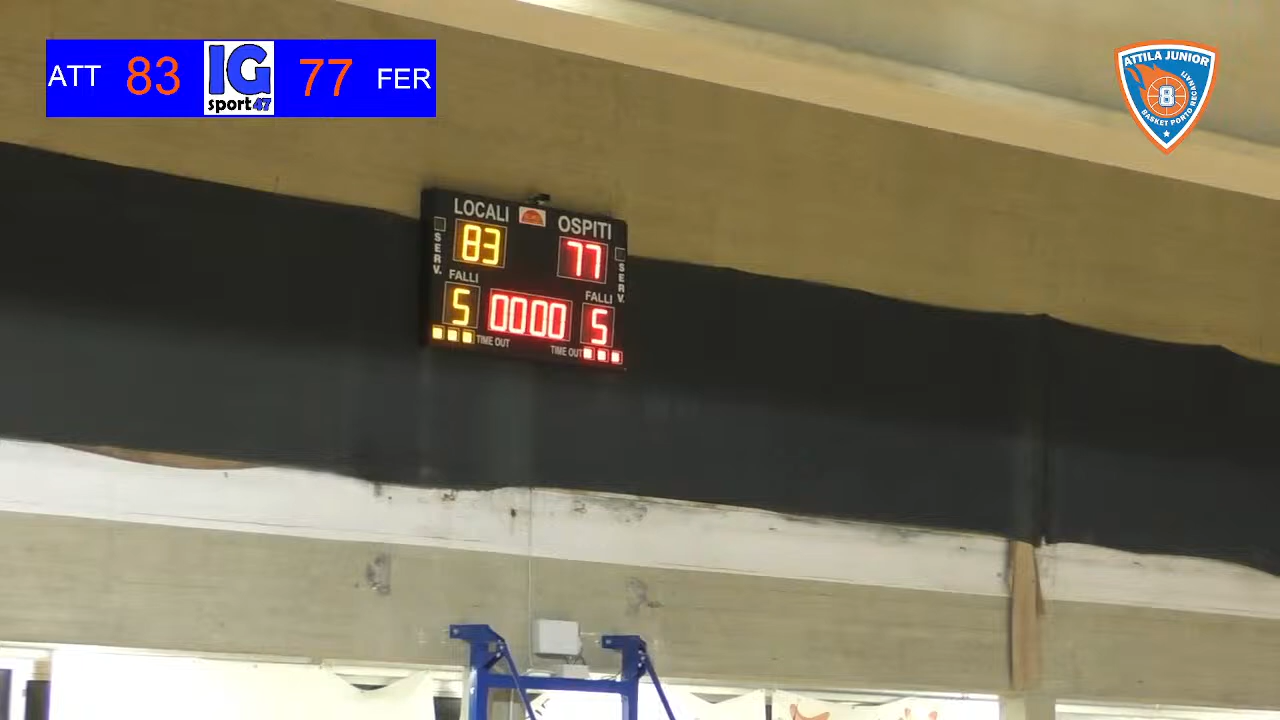 ATT 83 IG sport47 77 FER
ATTILA JUNIOR
8
BASKET PORTO RECANATI
LOCALI OSPITI
83 77
SERV. SERV.
FALLI FALLI
5 0000 5
TIME OUT TIME OUT